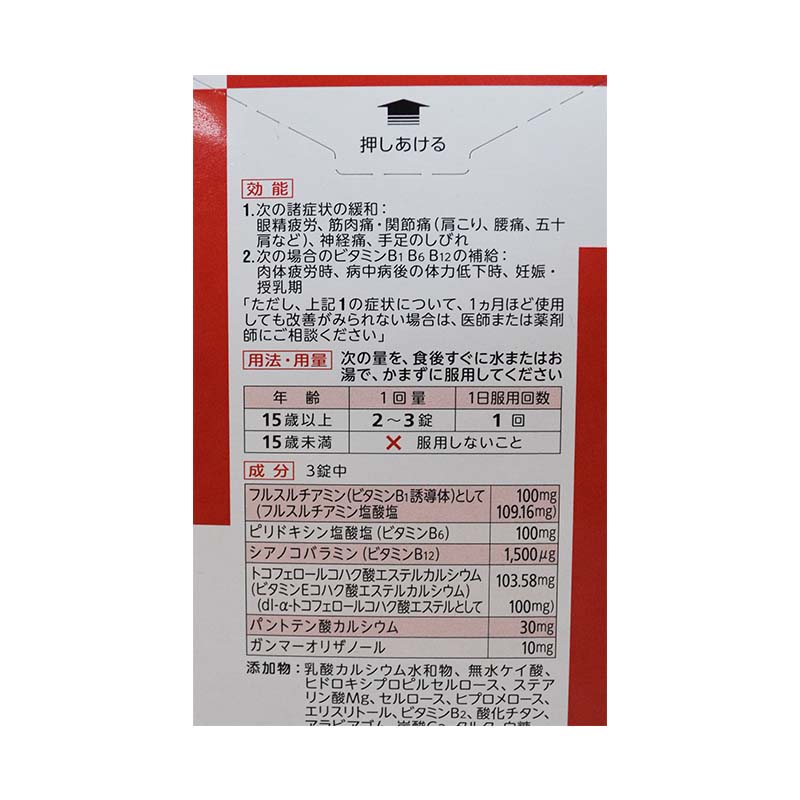 押しあける
効能
1.次の諸症状の緩和：
眼精疲労、筋肉痛・関節痛（肩こり、腰痛、五十
肩など）、神経痛、手足のしびれ
2.次の場合のビタミンB1 B6 B12の補給：
肉体疲労時、病中病後の体力低下時、妊娠・
授乳期
「ただし、上記1の症状について、1ヵ月ほど使用
しても改善がみられない場合は、医師または薬剤
師にご相談ください」
用法・用量 次の量を、食後すぐに水またはお
湯で、かまずに服用してください
年齢 1回量 1日服用回数
15歳以上 2～3錠 1回
15歳未満 ✕ 服用しないこと
成分 3錠中
フルスルチアミン（ビタミンB1誘導体）として 100mg
（フルスルチアミン塩酸塩 109.16mg）
ピリドキシン塩酸塩（ビタミンB6） 100mg
シアノコバラミン（ビタミンB12） 1,500μg
トコフェロールコハク酸エステルカルシウム 103.58mg
（ビタミンEコハク酸エステルカルシウム）
（dl-α-トコフェロールコハク酸エステルとして 100mg）
パントテン酸カルシウム 30mg
ガンマーオリザノール 10mg
添加物：乳酸カルシウム水和物、無水ケイ酸、
ヒドロキシプロピルセルロース、ステア
リン酸Mg、セルロース、ヒプロメロース、
エリスリトール、ビタミンB2、酸化チタン、
アラビアゴム、炭酸Ca、タルク、白糖